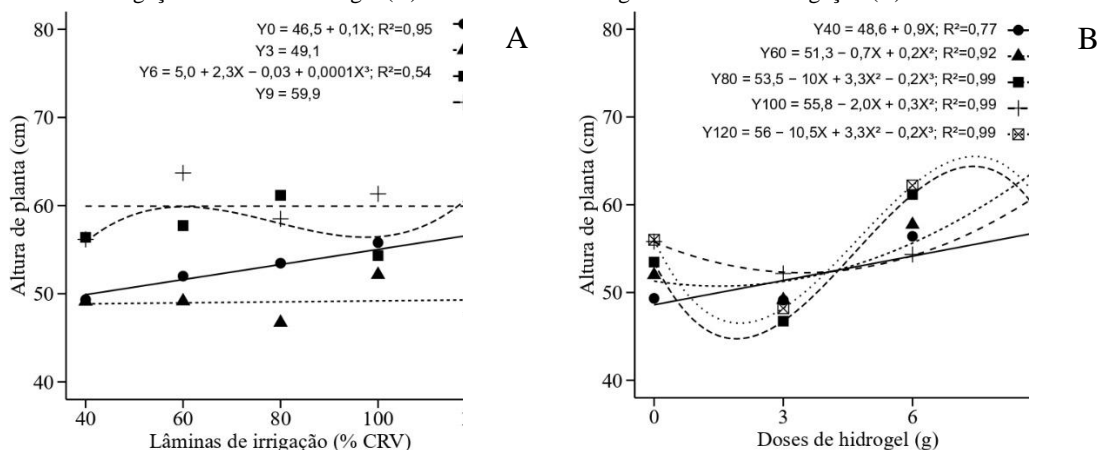 80
Y0 = 46,5 + 0,1X; R²=0,95
Y3 = 49,1
Y6 = 5,0 + 2,3X − 0,03 + 0,0001X³; R²=0,54
Y9 = 59,9
A
70
60
50
40
Altura de planta (cm)
40 60 80 100
Lâminas de irrigação (% CRV)
80
Y40 = 48,6 + 0,9X; R²=0,77
Y60 = 51,3 − 0,7X + 0,2X²; R²=0,92
Y80 = 53,5 − 10X + 3,3X² − 0,2X³; R²=0,99
Y100 = 55,8 − 2,0X + 0,3X²; R²=0,99
Y120 = 56 − 10,5X + 3,3X² − 0,2X³; R²=0,99
B
70
60
50
40
Altura de planta (cm)
0 3 6
Doses de hidrogel (g)